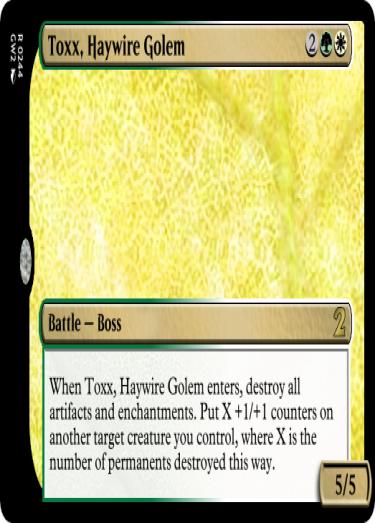 Toxx, Haywire Golem 2
R 0244
GW2
Battle – Boss 2
When Toxx, Haywire Golem enters, destroy all
artifacts and enchantments. Put X +1/+1 counters on
another target creature you control, where X is the
number of permanents destroyed this way.
5/5